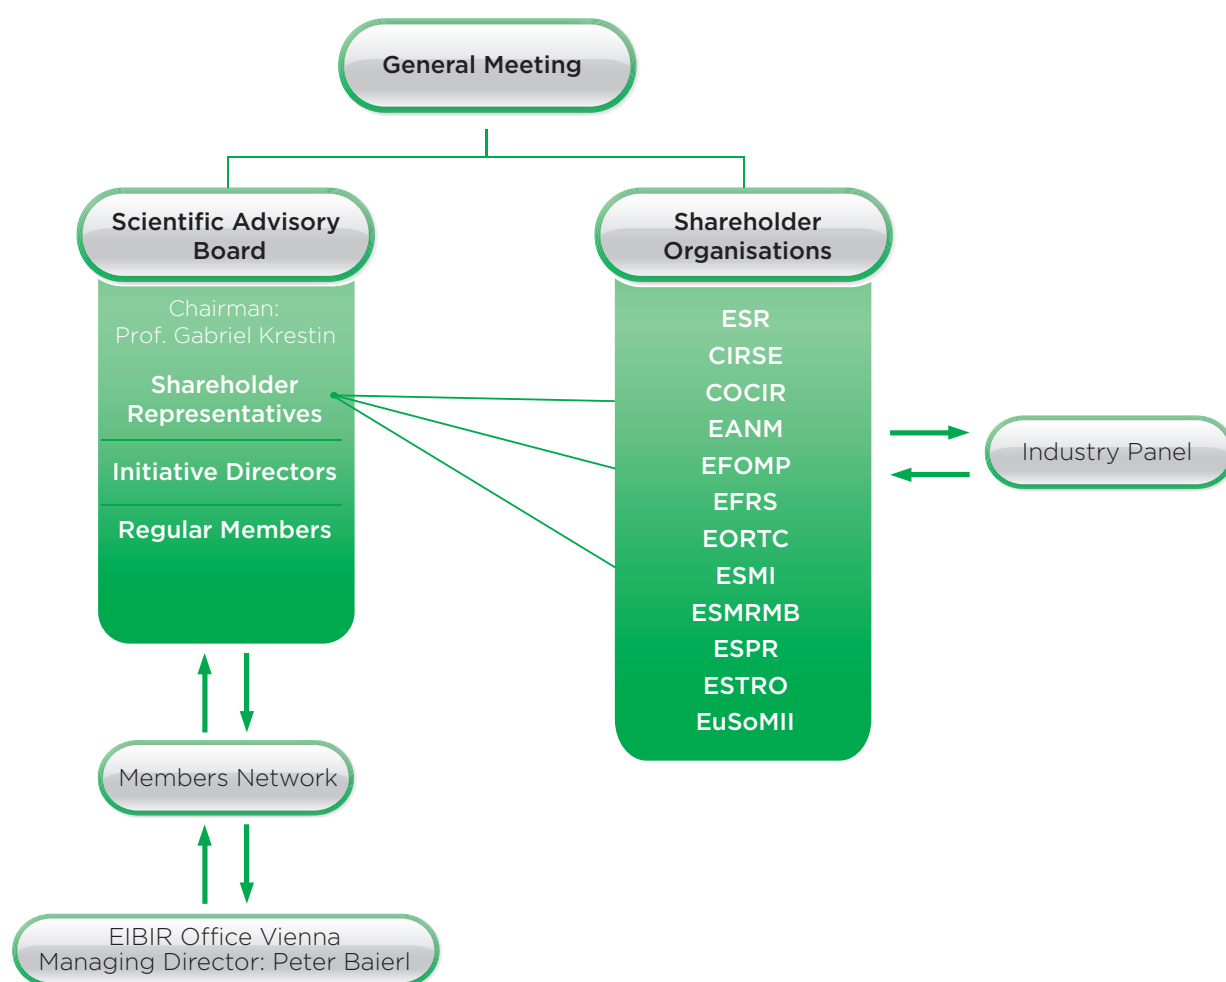 General Meeting
Scientific Advisory
Board
Chairman:
Prof. Gabriel Krestin
Shareholder
Representatives
Initiative Directors
Regular Members
Shareholder
Organisations
ESR
CIRSE
COCIR
EANM
EFOMP
EFRS
EORTC
ESMI
ESMRMB
ESPR
ESTRO
EuSoMII
Industry Panel
Members Network
EIBIR Office Vienna
Managing Director: Peter Baierl